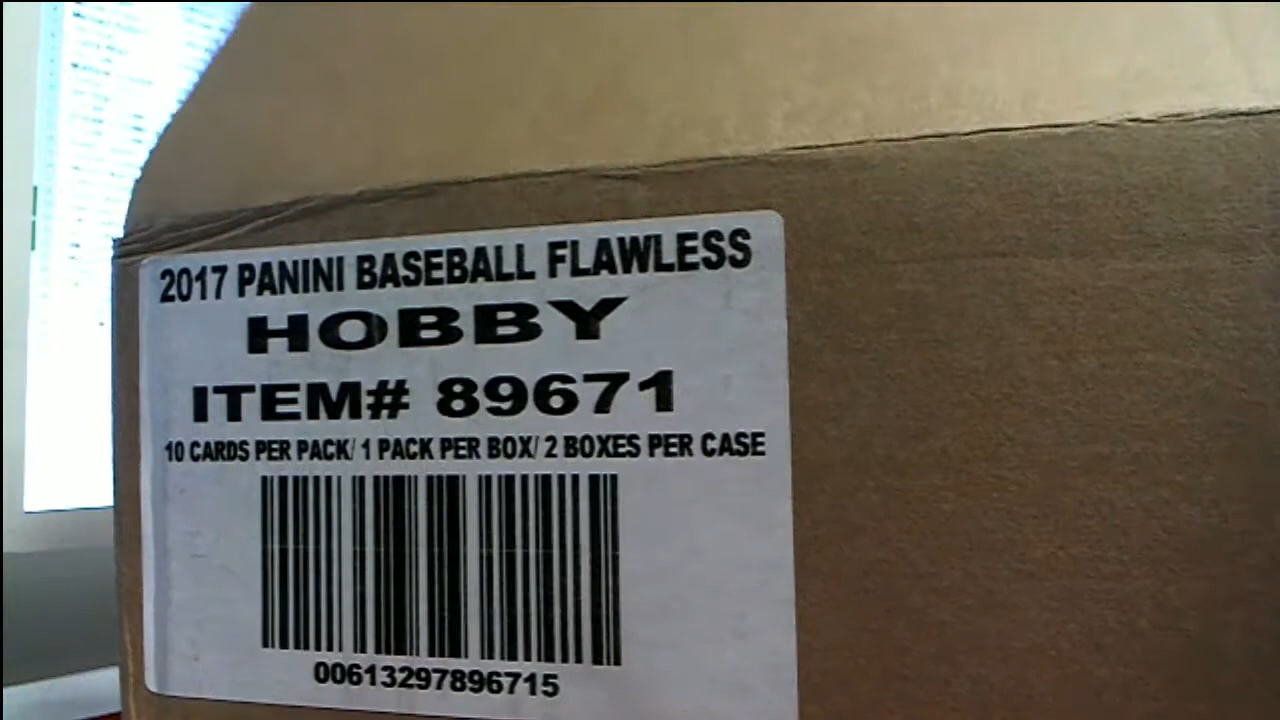 2017 PANINI BASEBALL FLAWLESS
HOBBY
ITEM# 89671
10 CARDS PER PACK/ 1 PACK PER BOX/ 2 BOXES PER CASE
00613297896715